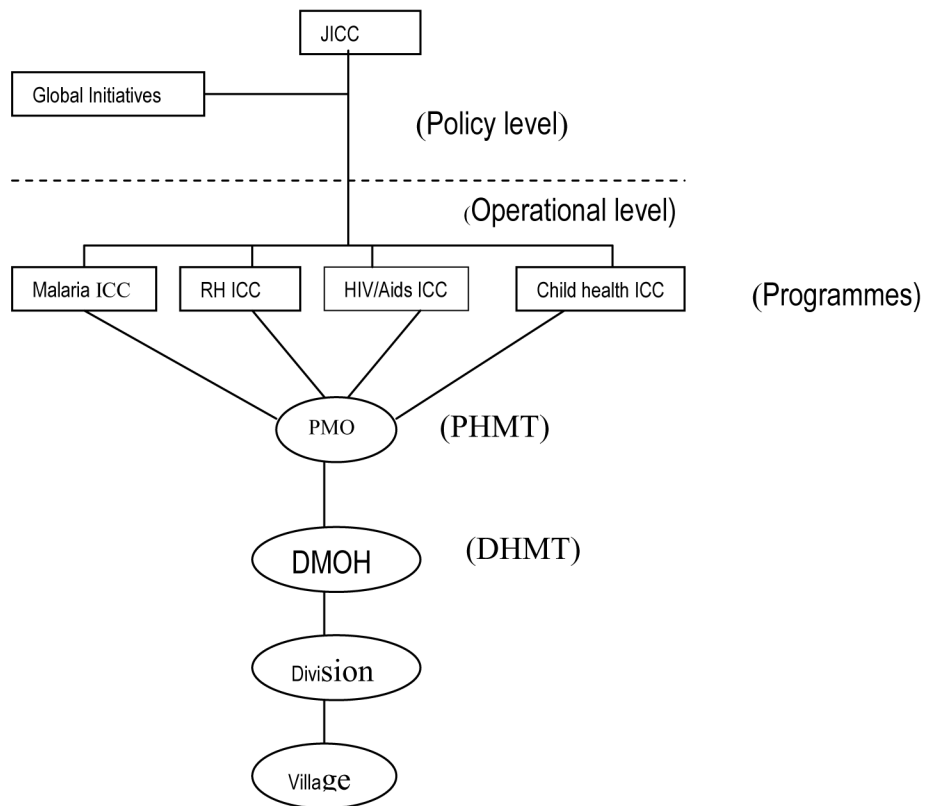 JICC
Global Initiatives
(Policy level)
(Operational level)
Malaria ICC
RH ICC
HIV/Aids ICC
Child health ICC
(Programmes)
PMO
(PHMT)
DMOH
(DHMT)
Division
Village